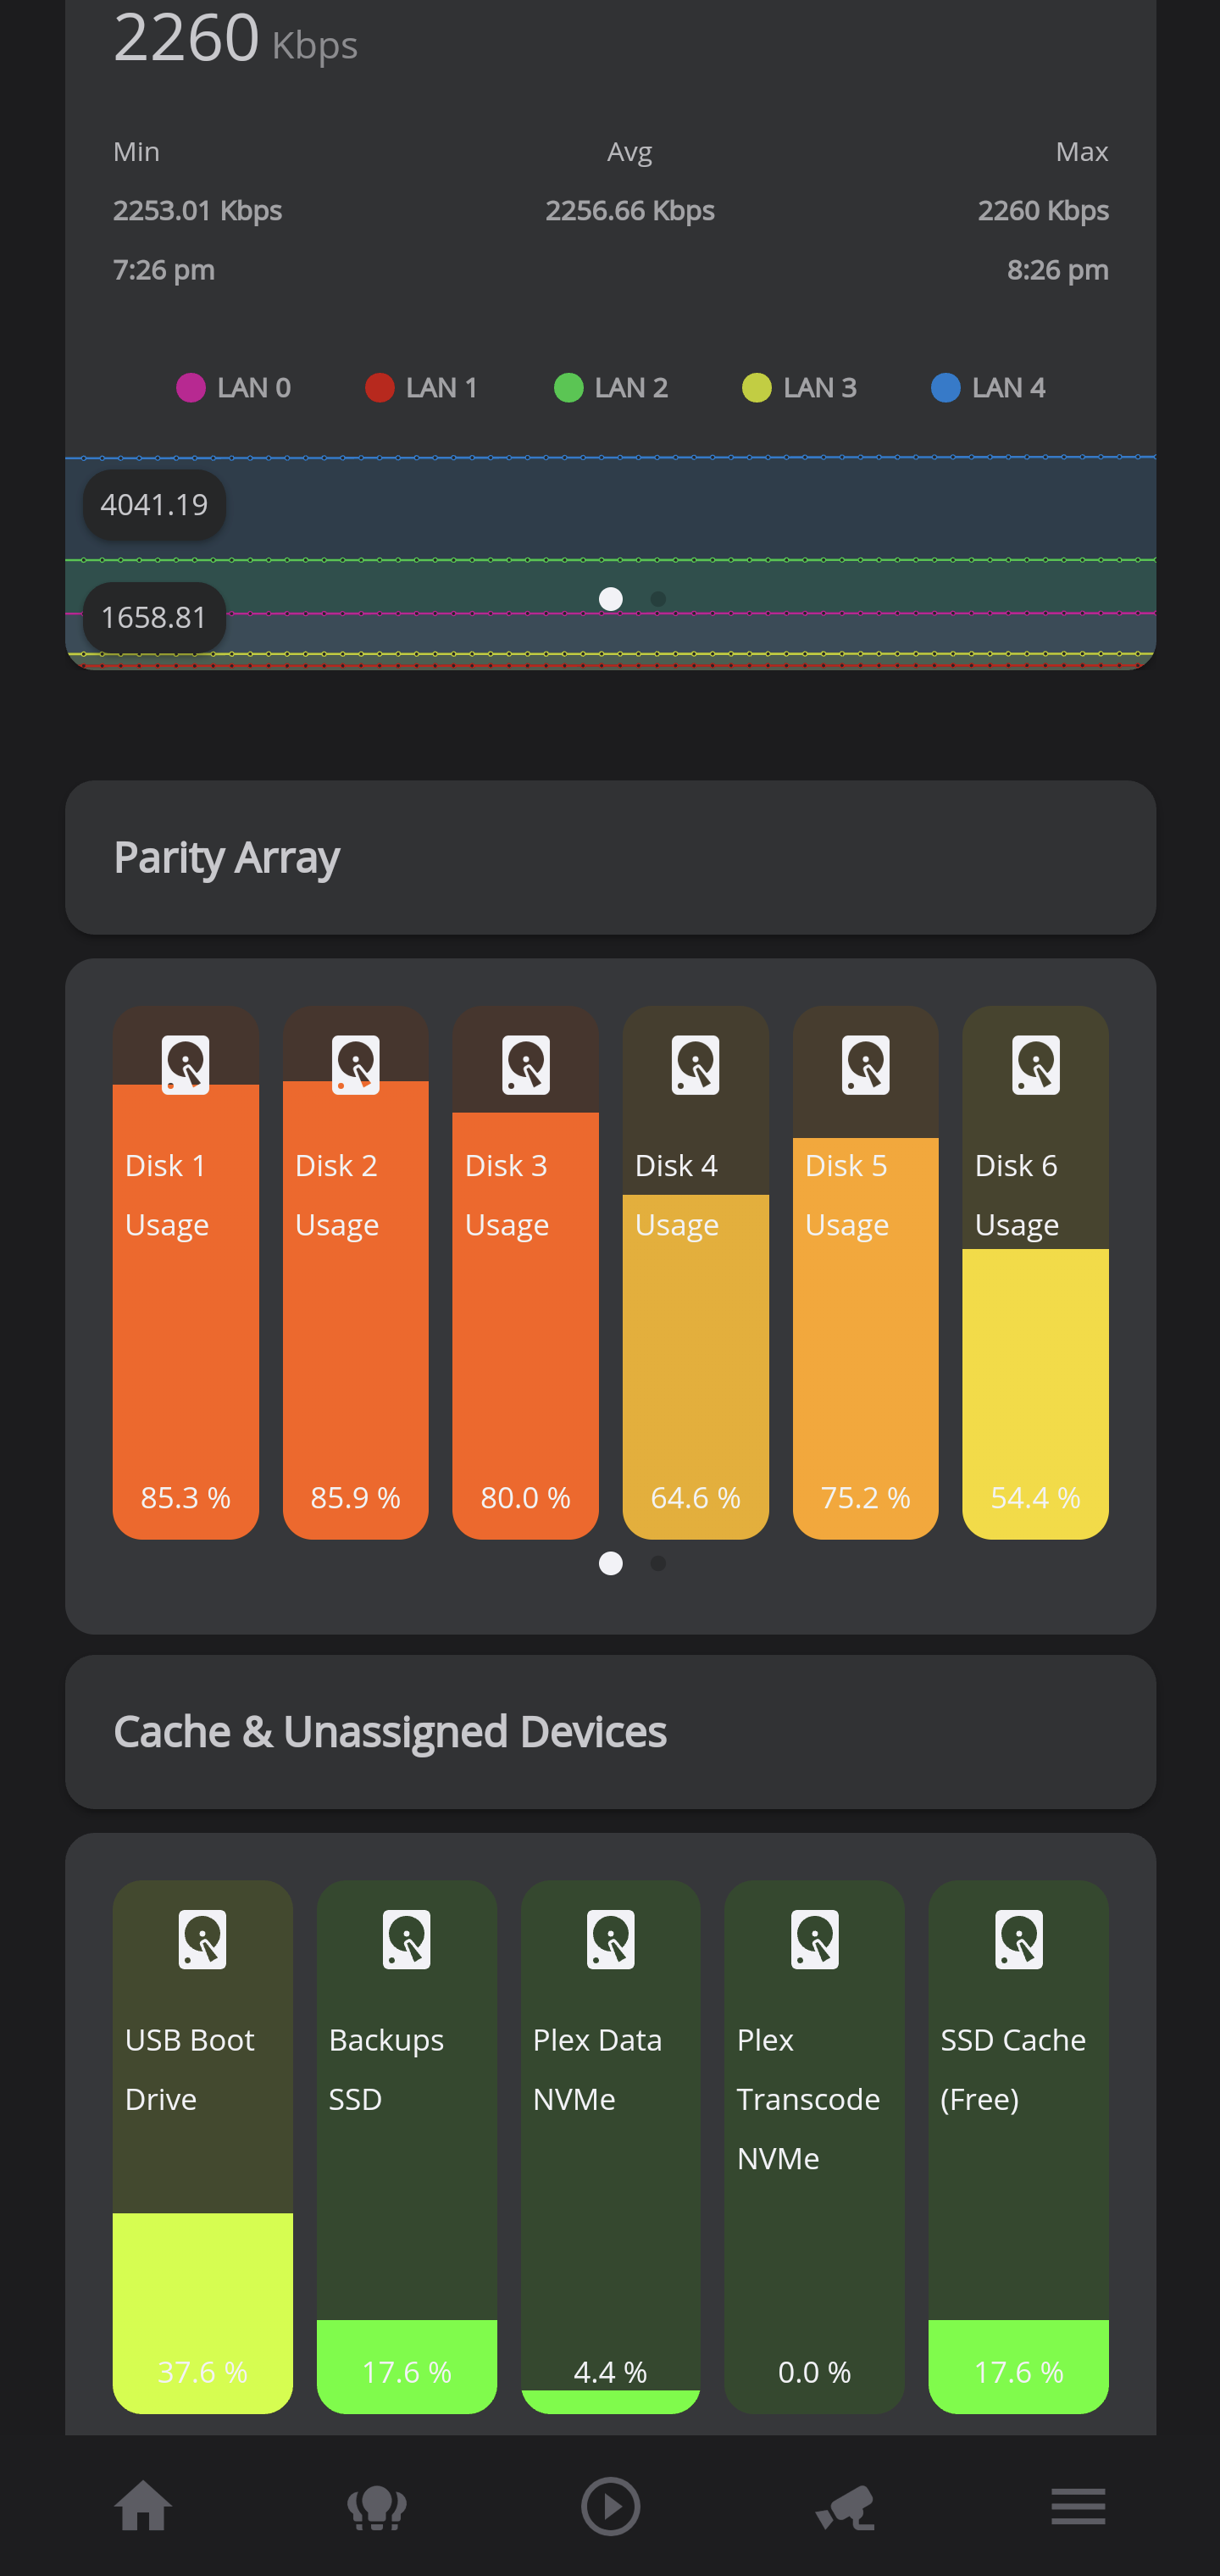 2260 Kbps
Min Avg Max
2253.01 Kbps 2256.66 Kbps 2260 Kbps
7:26 pm 8:26 pm
LAN 0 LAN 1 LAN 2 LAN 3 LAN 4
4041.19
1658.81
Parity Array
Disk 1 Disk 2 Disk 3 Disk 4 Disk 5 Disk 6
Usage Usage Usage Usage Usage Usage
85.3 % 85.9 % 80.0 % 64.6 % 75.2 % 54.4 %
Cache & Unassigned Devices
USB Boot Backups Plex Data Plex SSD Cache
Drive SSD NVMe Transcode (Free)
NVMe
37.6 % 17.6 % 4.4 % 0.0 % 17.6 %